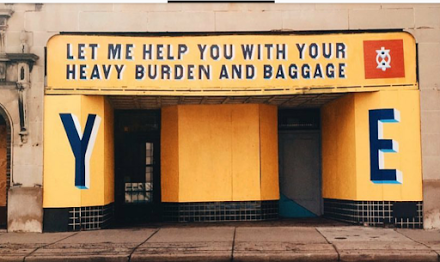 LET ME HELP YOU WITH YOUR
HEAVY BURDEN AND BAGGAGE
Y E